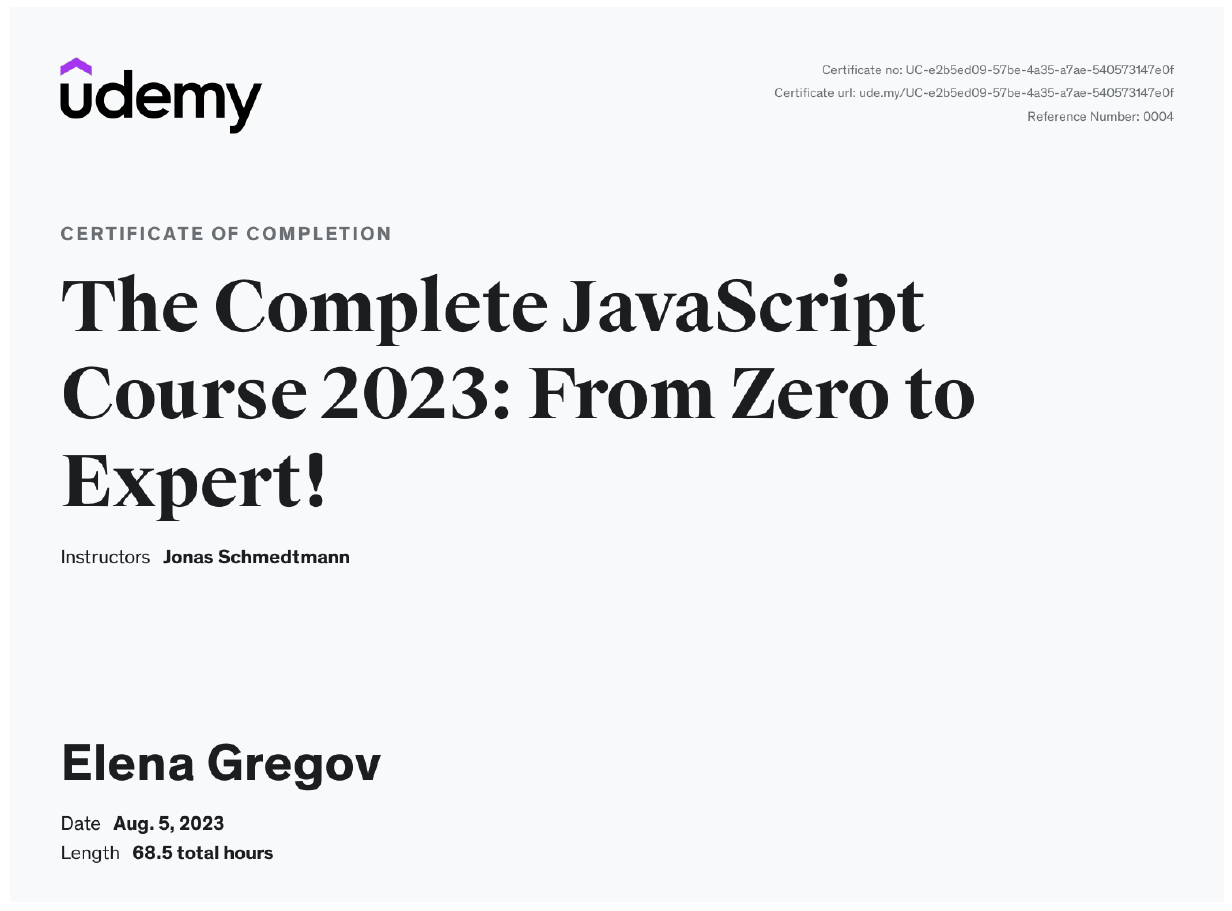 udemy
Certificate no: UC-e2b5ed09-57be-4a35-a7ae-540573147e0f
Certificate url: ude.my/UC-e2b5ed09-57be-4a35-a7ae-540573147e0f
Reference Number: 0004
CERTIFICATE OF COMPLETION
The Complete JavaScript
Course 2023: From Zero to
Expert!
Instructors Jonas Schmedtmann
Elena Gregov
Date Aug. 5, 2023
Length 68.5 total hours